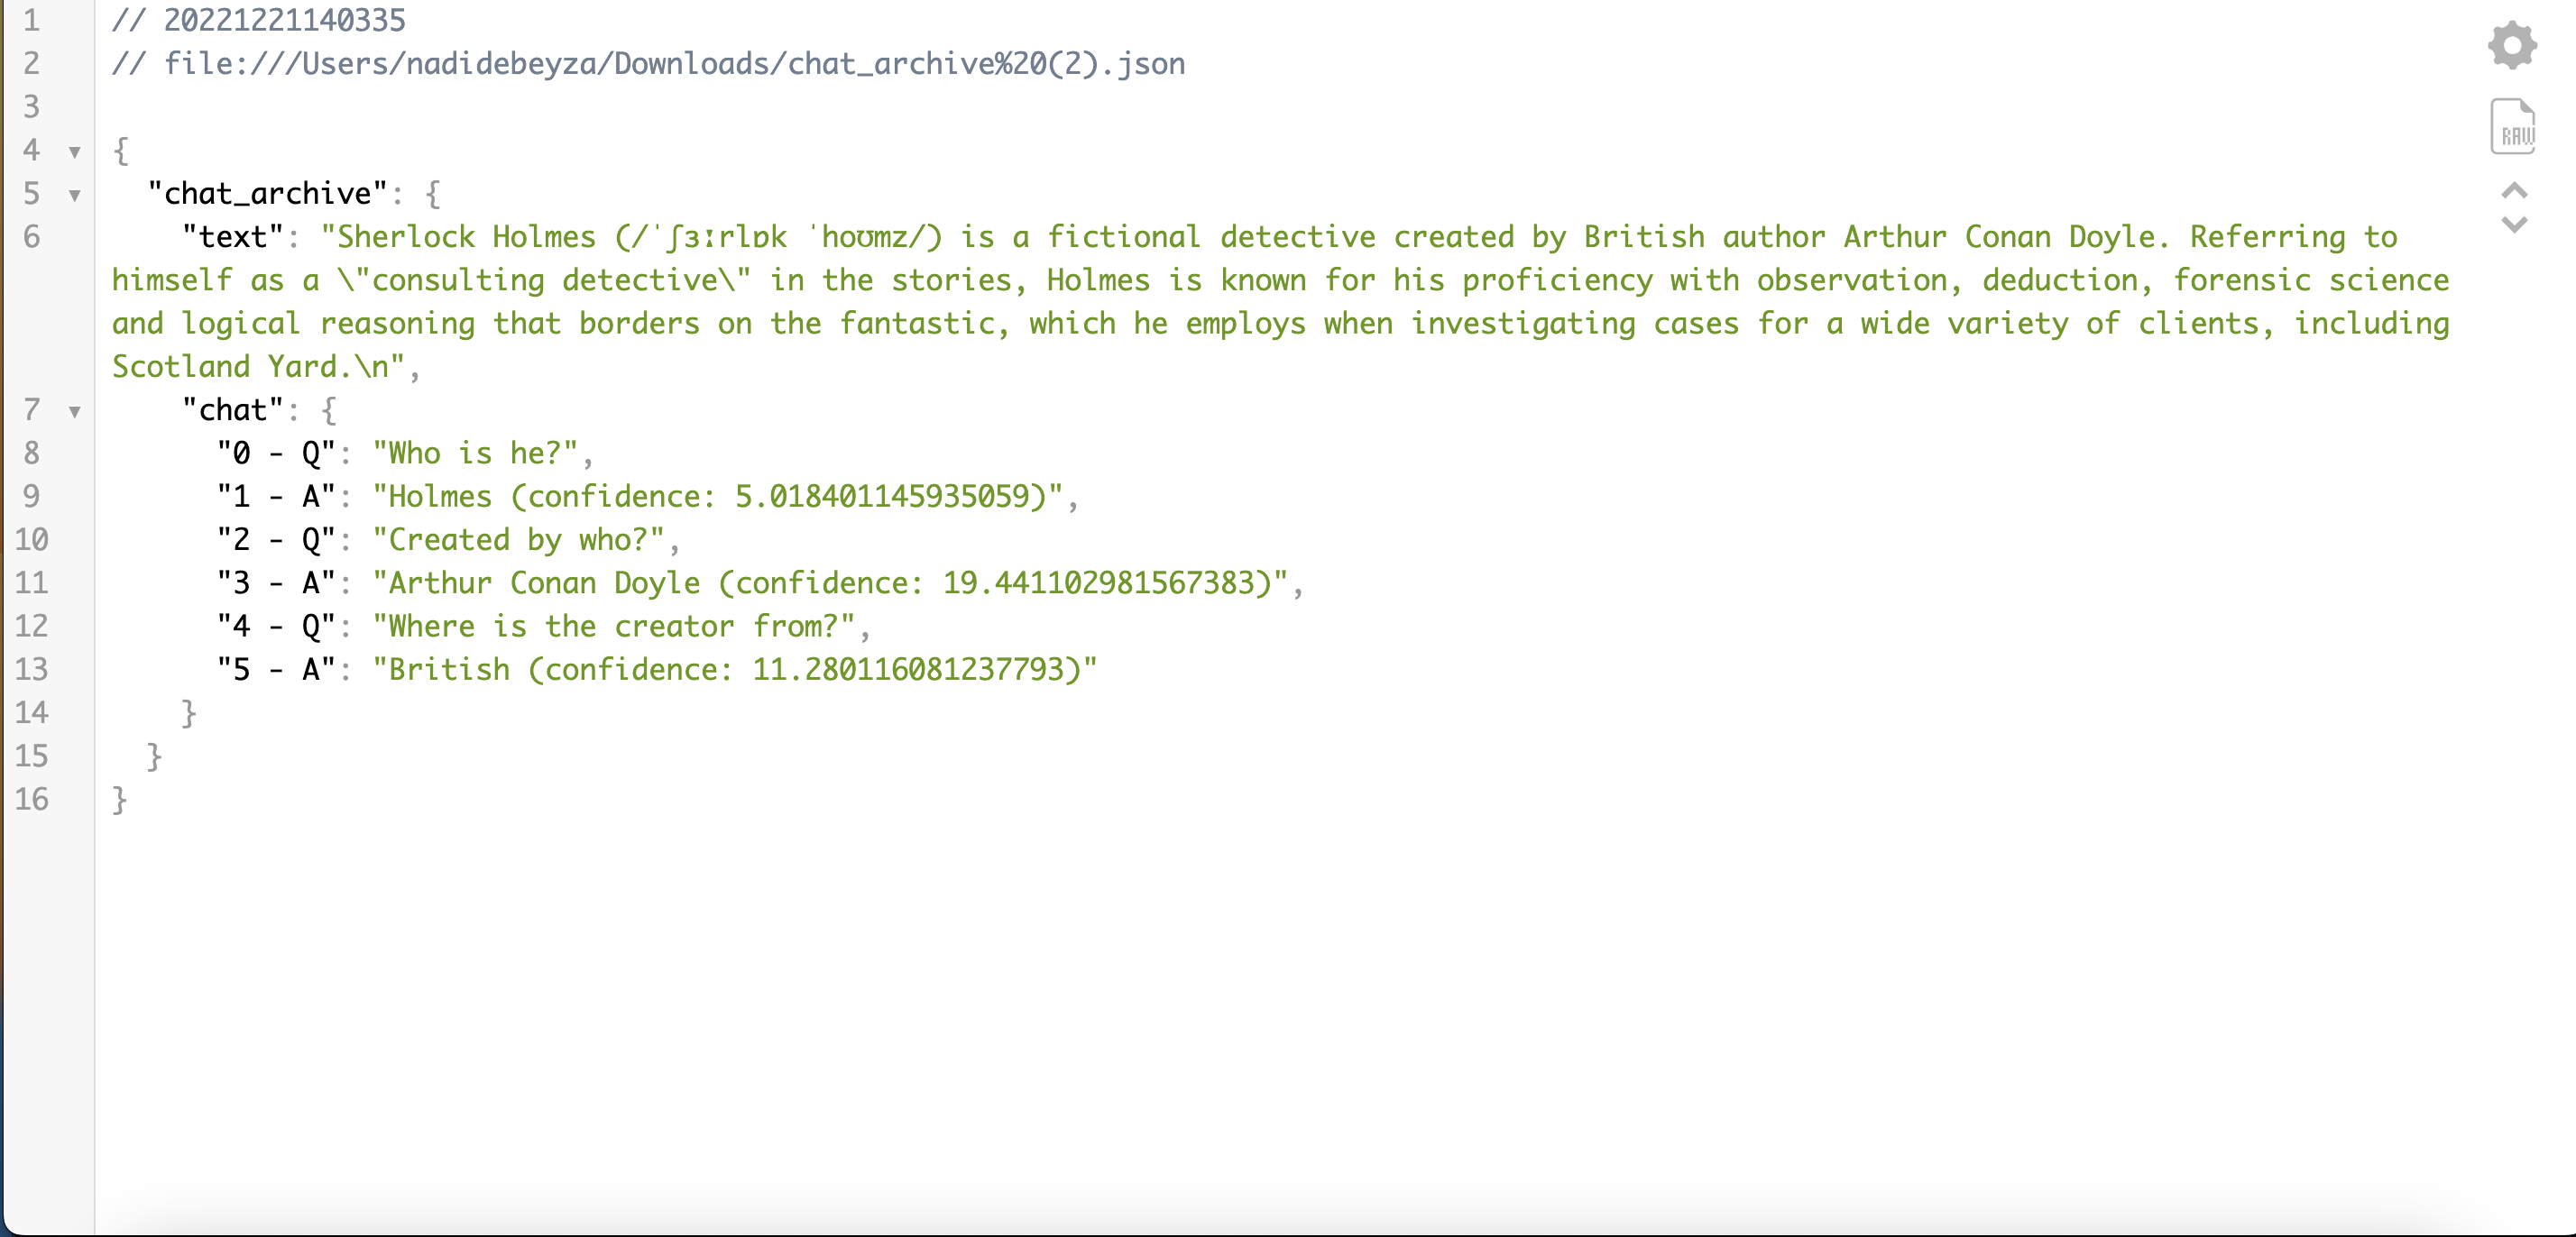 1 // 20221221140335
2 // file:///Users/nadidebeyza/Downloads/chat_archive%20(2).json
3
4 ▼ {
5 ▼ "chat_archive": {
6 "text": "Sherlock Holmes (/ˈʃɜːrlɒk ˈhoʊmz/) is a fictional detective created by British author Arthur Conan Doyle. Referring to
himself as a \"consulting detective\" in the stories, Holmes is known for his proficiency with observation, deduction, forensic science
and logical reasoning that borders on the fantastic, which he employs when investigating cases for a wide variety of clients, including
Scotland Yard.\n",
7 ▼ "chat": {
8 "0 - Q": "Who is he?",
9 "1 - A": "Holmes (confidence: 5.018401145935059)",
10 "2 - Q": "Created by who?",
11 "3 - A": "Arthur Conan Doyle (confidence: 19.441102981567383)",
12 "4 - Q": "Where is the creator from?",
13 "5 - A": "British (confidence: 11.280116081237793)"
14 }
15 }
16 }
RAW